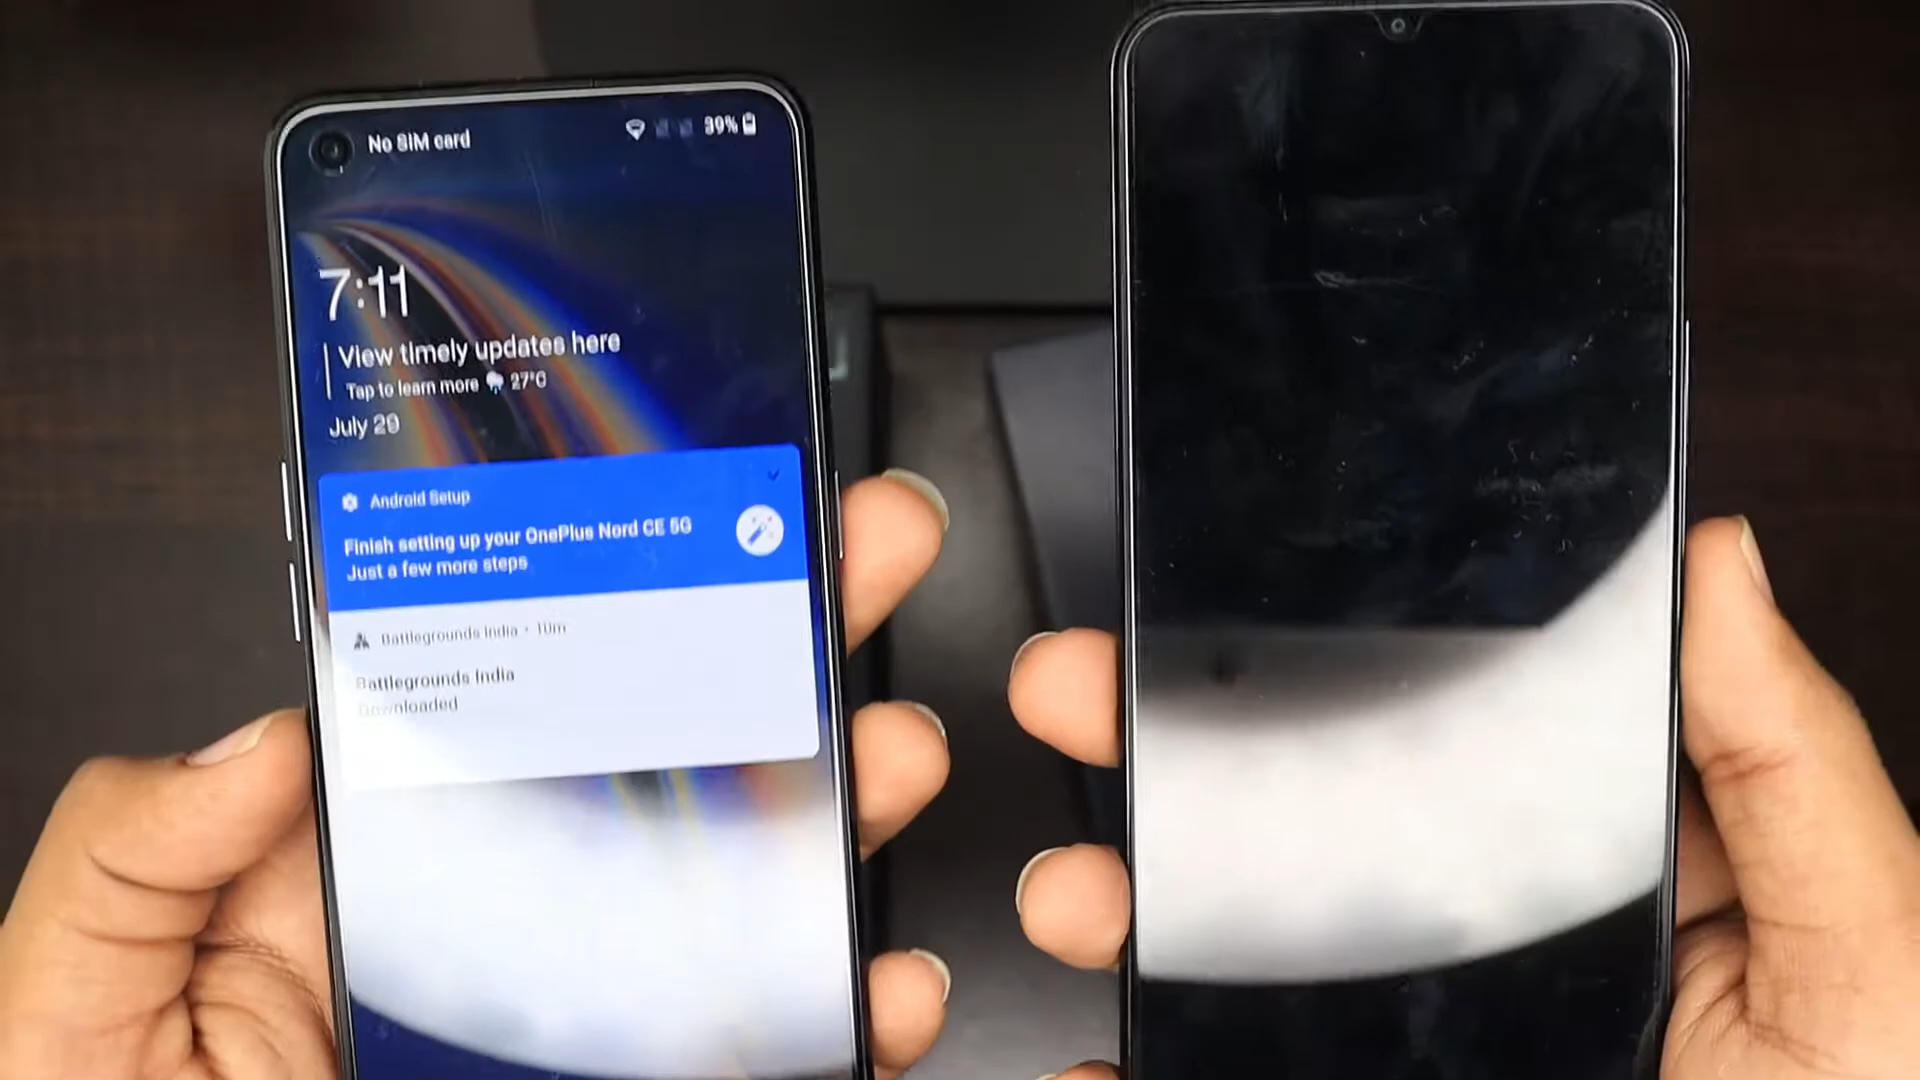 No SIM card
39%
7:11
View timely updates here
Tap to learn more 27°C
July 29
Android Setup
Finish setting up your OnePlus Nord CE 5G
Just a few more steps
Battlegrounds India • 10m
Battlegrounds India
Downloaded